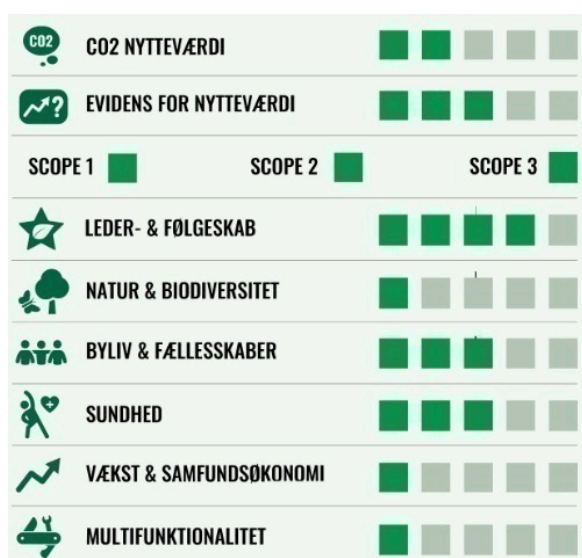 CO2
CO2 NYTTEVÆRDI
?
EVIDENS FOR NYTTEVÆRDI
SCOPE 1 SCOPE 2 SCOPE 3
LEDER- & FØLGESKAB
NATUR & BIODIVERSITET
BYLIV & FÆLLESSKABER
SUNDHED
VÆKST & SAMFUNDSØKONOMI
MULTIFUNKTIONALITET